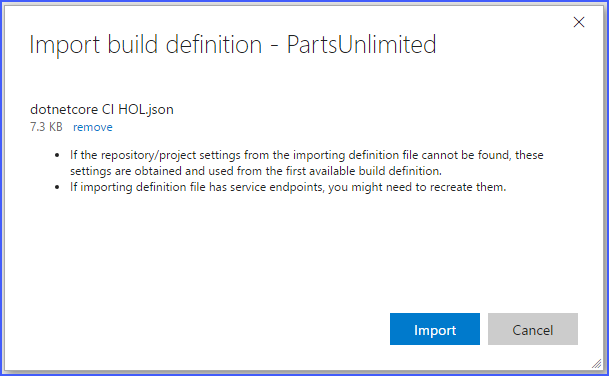 Import build definition - PartsUnlimited
dotnetcore CI HOL.json
7.3 KB remove
• If the repository/project settings from the importing definition file cannot be found, these
settings are obtained and used from the first available build definition.
• If importing definition file has service endpoints, you might need to recreate them.
Import Cancel